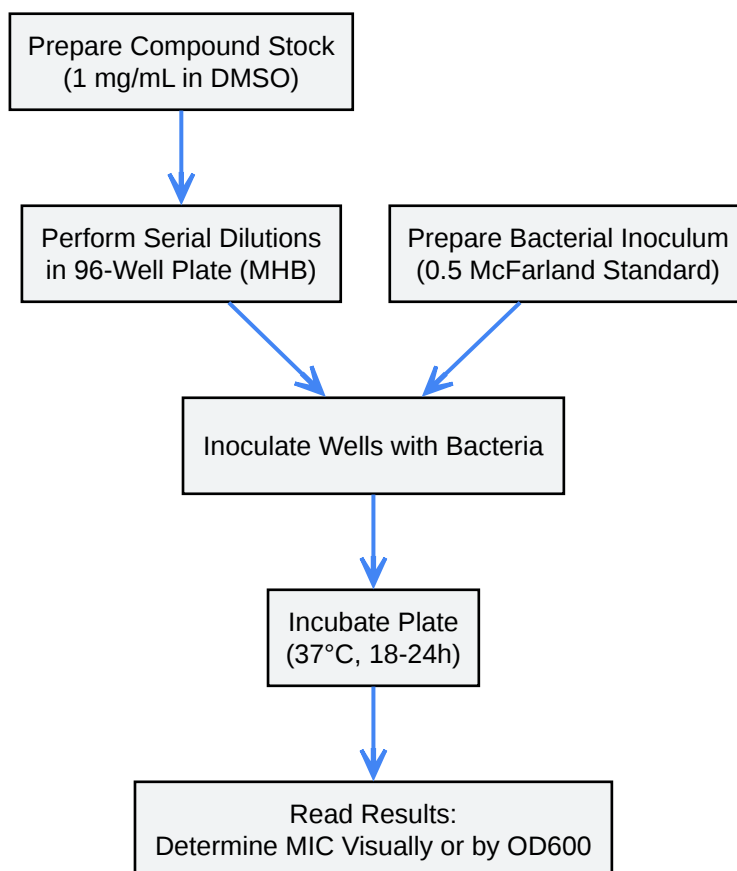 Prepare Compound Stock
(1 mg/mL in DMSO)
Perform Serial Dilutions
in 96-Well Plate (MHB)
Prepare Bacterial Inoculum
(0.5 McFarland Standard)
Inoculate Wells with Bacteria
Incubate Plate
(37°C, 18-24h)
Read Results:
Determine MIC Visually or by OD600